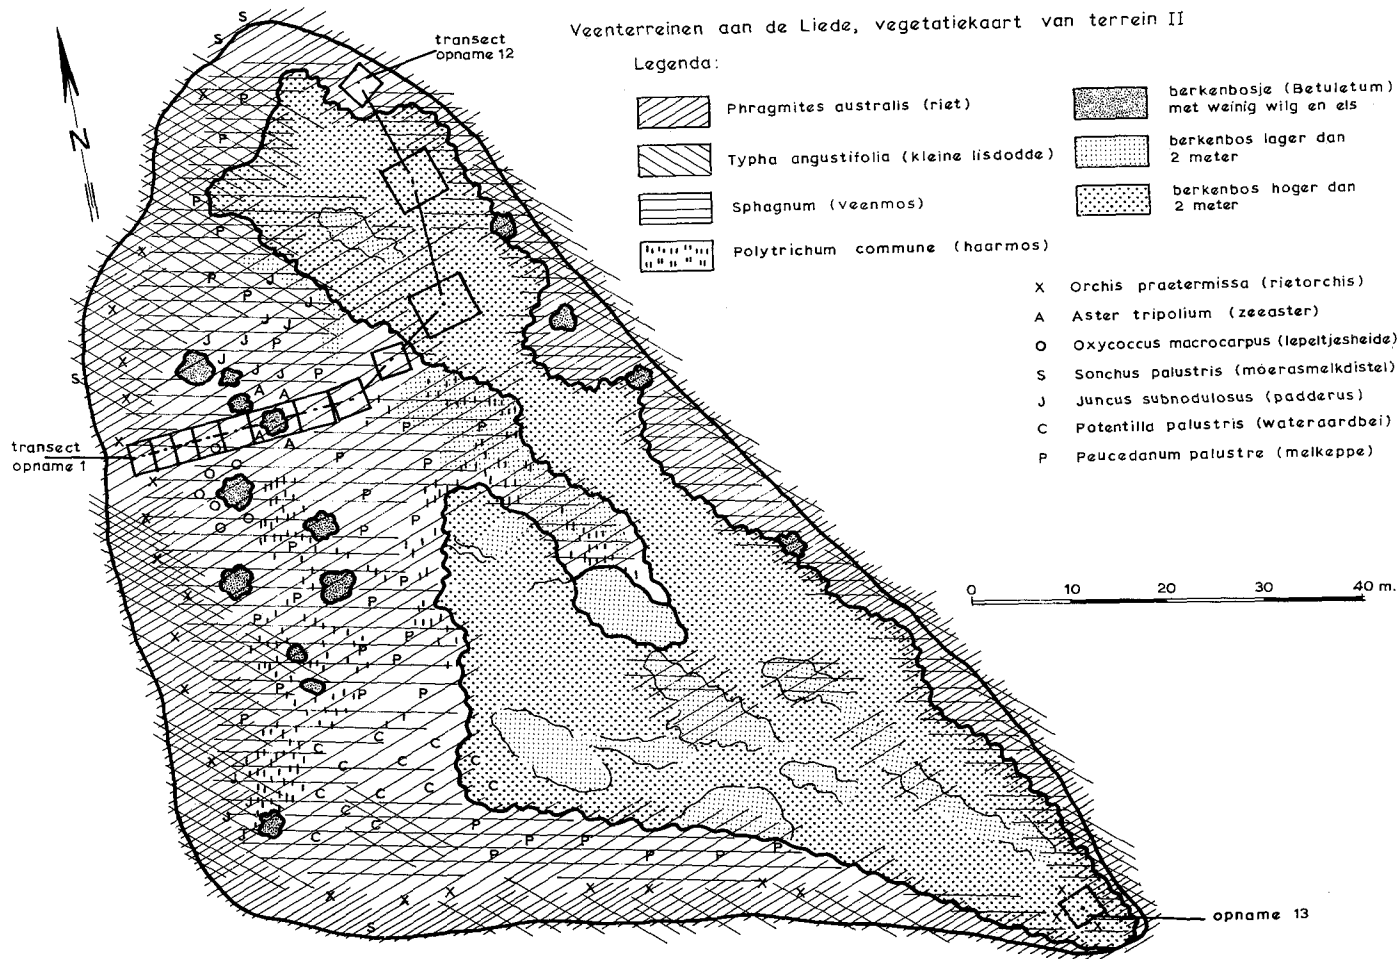 Veenterreinen aan de Liede, vegetatiekaart van terrein II
Legenda:
Phragmites australis (riet)
Typha angustifolia (kleine lisdodde)
Sphagnum (veenmos)
Polytrichum commune (haarmos)
berkenbosje (Betuletum)
met weinig wilg en els
berkenbos lager dan
2 meter
berkenbos hoger dan
2 meter
X Orchis praetermissa (rietorchis)
A Aster tripolium (zeeaster)
O Oxycoccus macrocarpus (lepeltjesheide)
S Sonchus palustris (moerasmelkdistel)
J Juncus subnodulosus (padderus)
C Potentilla palustris (wateraardbei)
P Peucedanum palustre (melkeppe)
0 10 20 30 40 m.
N
transect
opname 12
transect
opname 1
opname 13